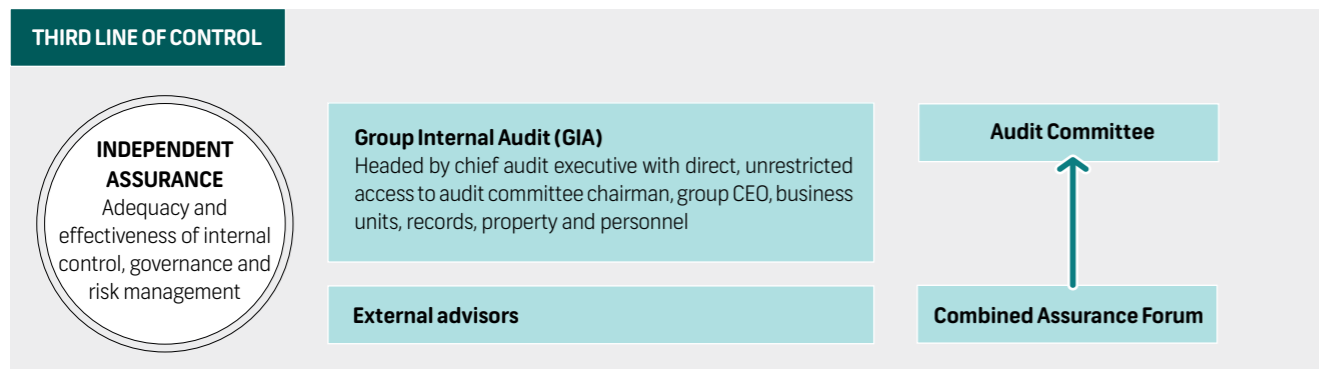 THIRD LINE OF CONTROL
INDEPENDENT
ASSURANCE
Adequacy and
effectiveness of internal
control, governance and
risk management
Group Internal Audit (GIA)
Headed by chief audit executive with direct, unrestricted
access to audit committee chairman, group CEO, business
units, records, property and personnel
External advisors
Audit Committee
Combined Assurance Forum